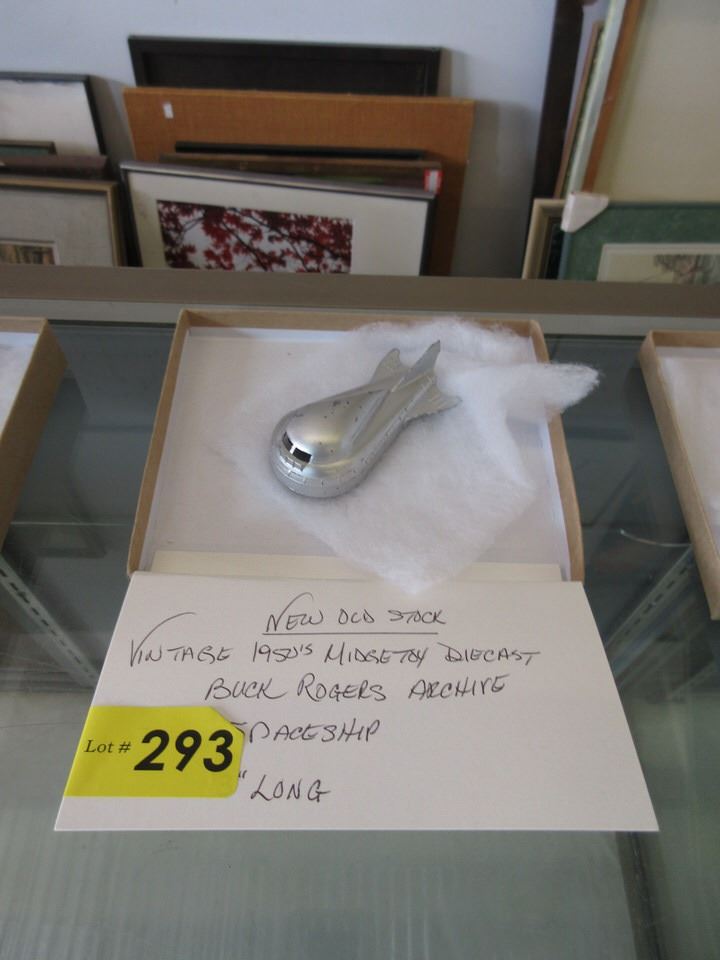 NEW OLD STOCK
VINTAGE 1950'S MIDGETOY DIECAST
BUCK ROGERS ARCHIVE
SPACESHIP
" LONG
Lot # 293